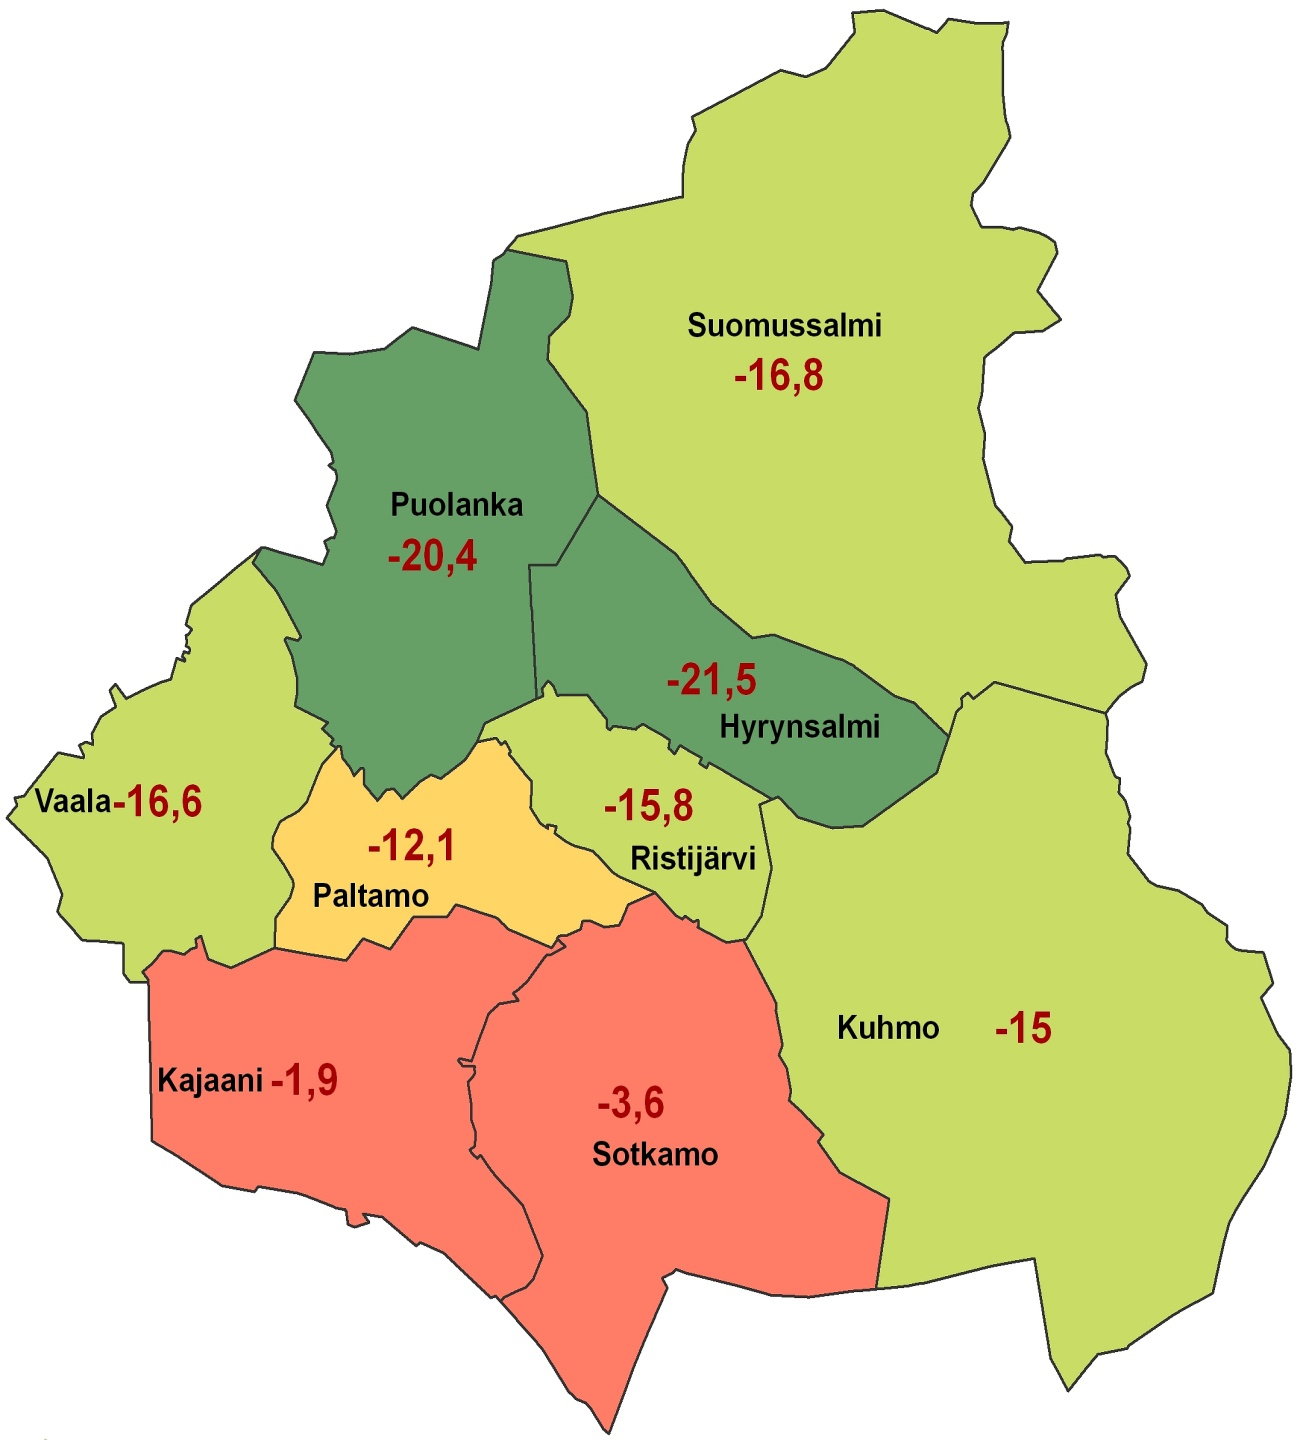 Suomussalmi
-16,8
Puolanka
-20,4
-21,5
Hyrynsalmi
Vaala -16,6
-15,8
Ristijärvi
-12,1
Paltamo
Kuhmo -15
Kajaani -1,9
-3,6
Sotkamo